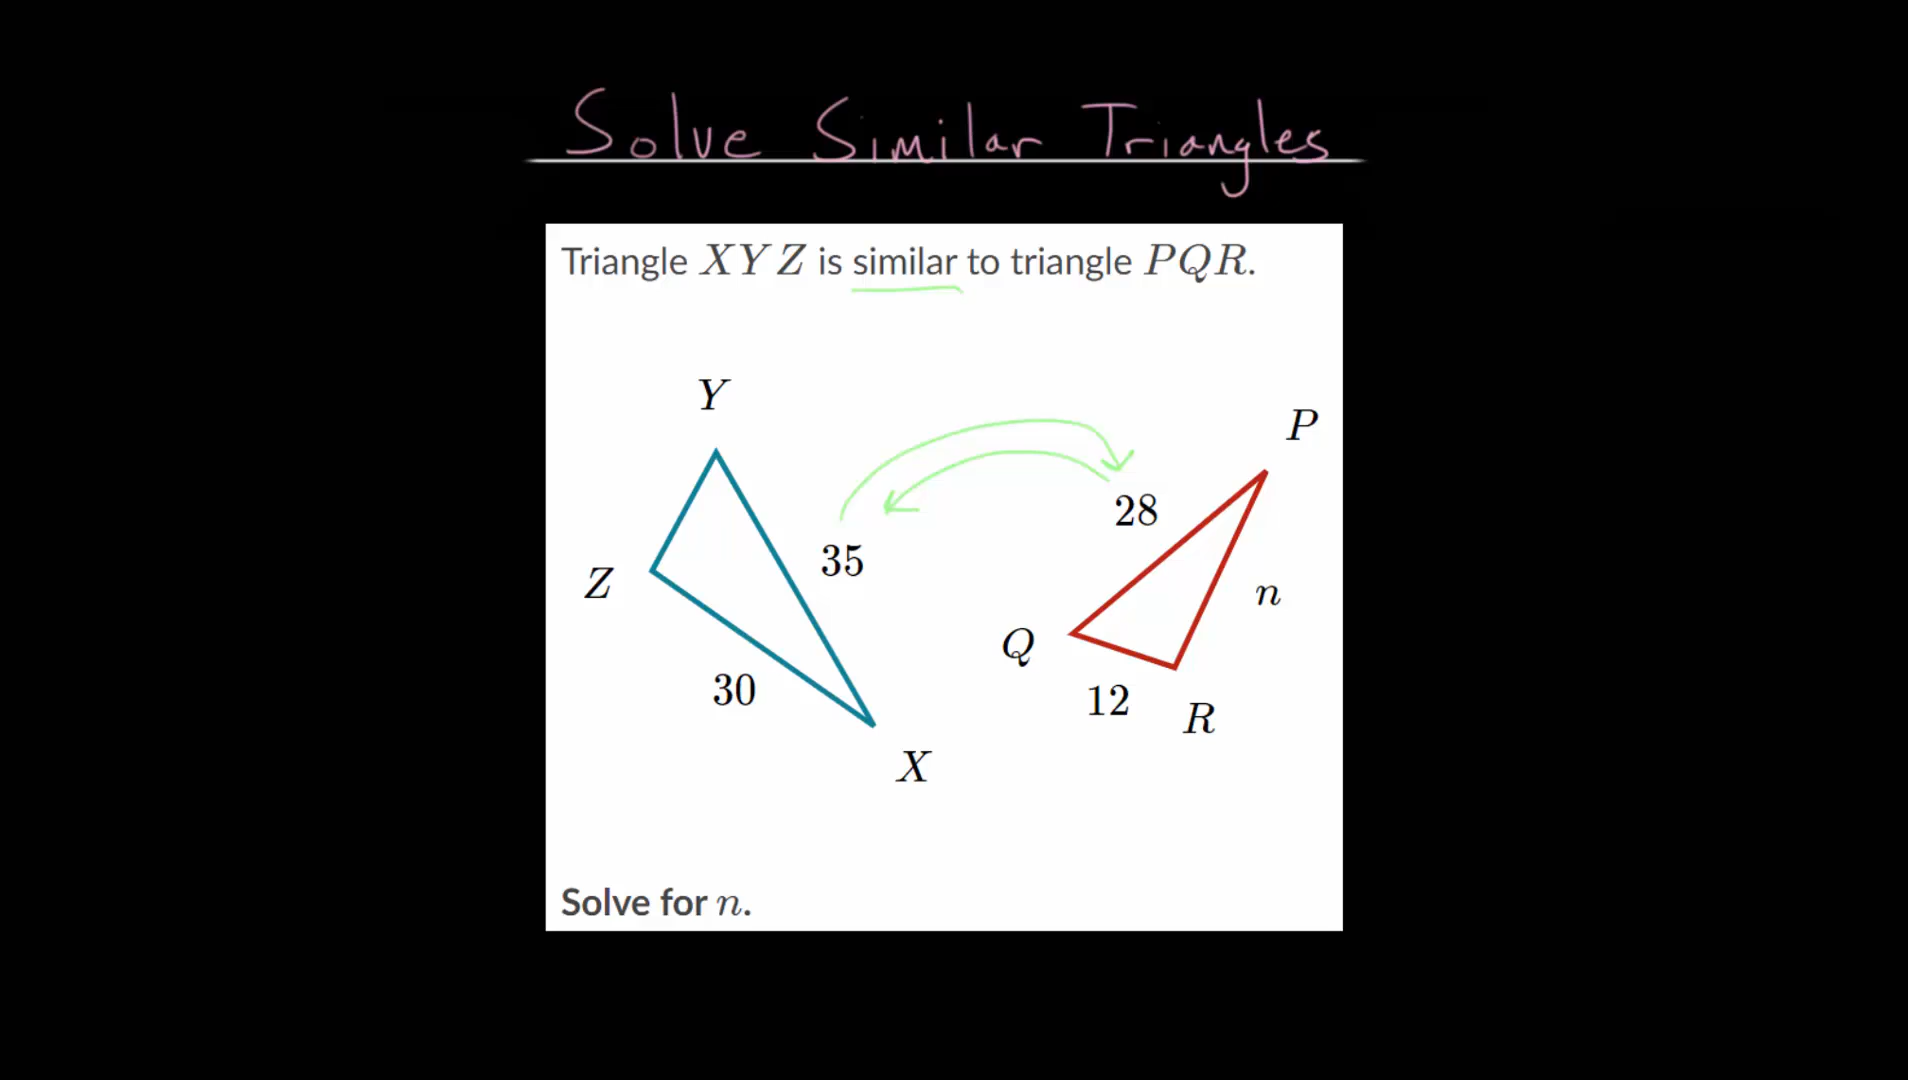 Solve Similar Triangles
Triangle XYZ is similar to triangle PQR.
Y
P
28
35
n
Z
Q
30
12
R
X
Solve for n.